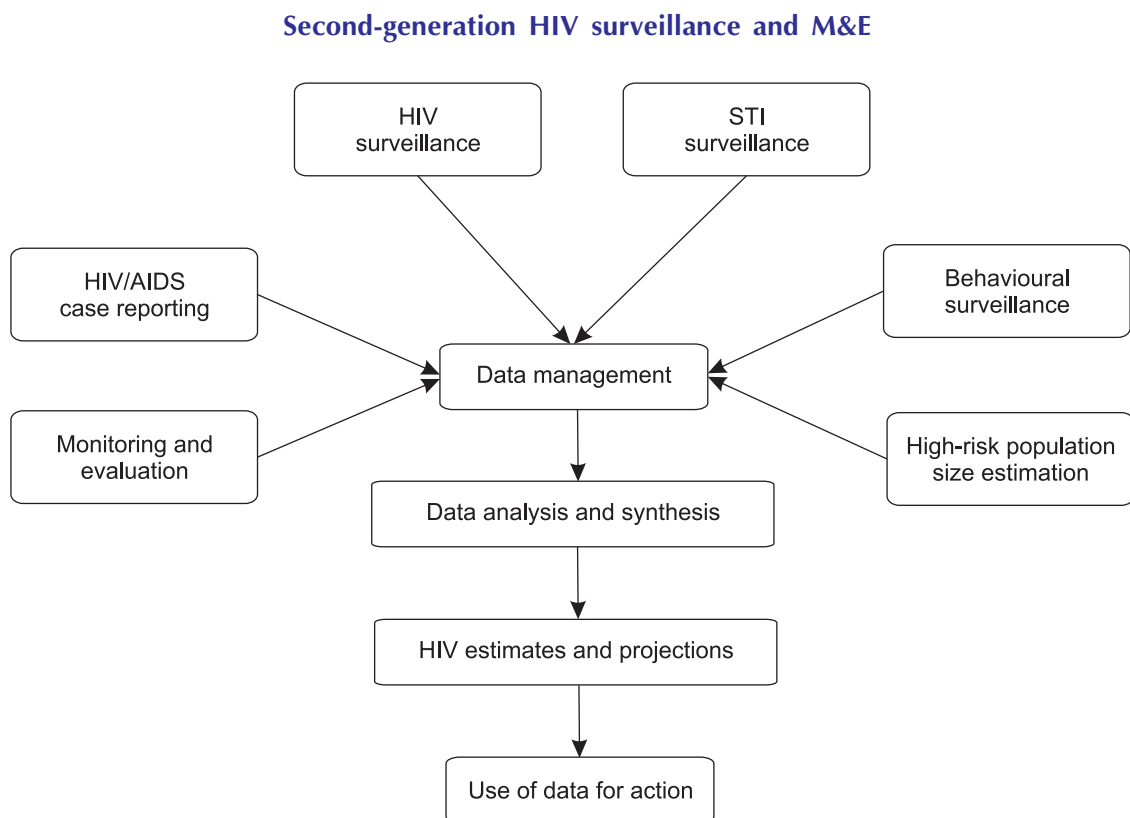 Second-generation HIV surveillance and M&E
HIV
surveillance
STI
surveillance
HIV/AIDS
case reporting
Behavioural
surveillance
Data management
Monitoring and
evaluation
High-risk population
size estimation
Data analysis and synthesis
HIV estimates and projections
Use of data for action